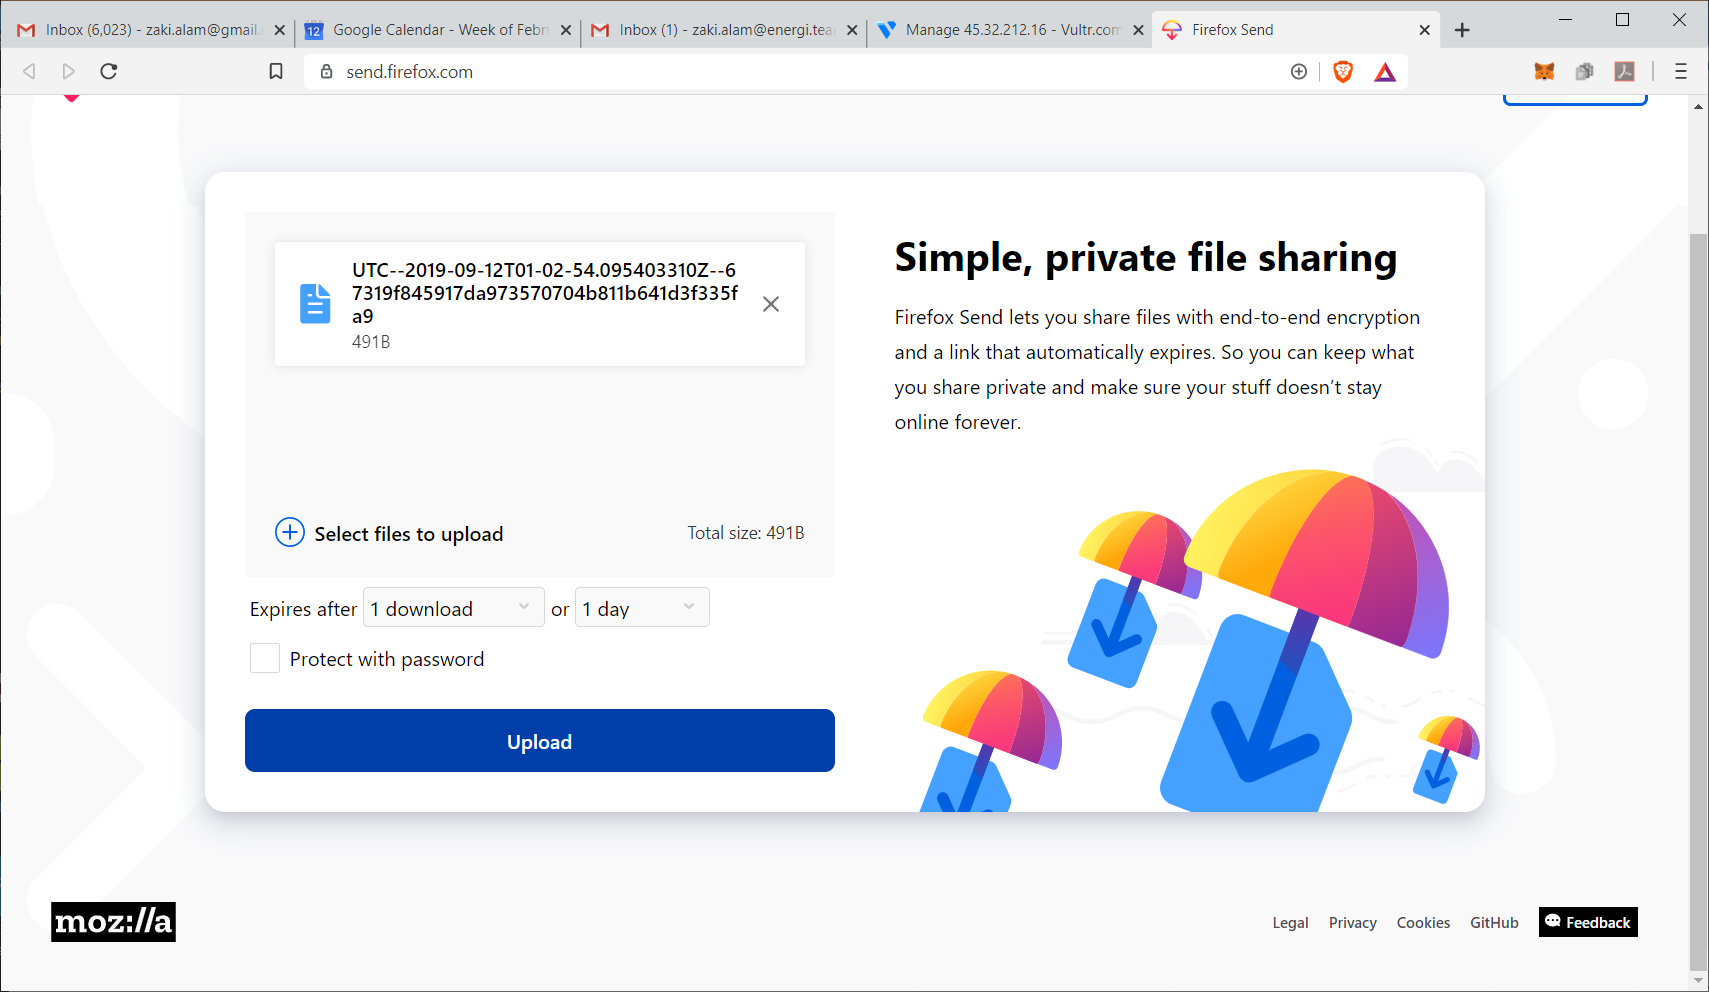 Inbox (6,023) - zaki.alam@gmail.
12
Google Calendar - Week of Febr
Inbox (1) - zaki.alam@energi.tea
Manage 45.32.212.16 - Vultr.com
Firefox Send
send.firefox.com
UTC--2019-09-12T01-02-54.095403310Z--6
7319f845917da973570704b811b641d3f335f
a9
491B
Select files to upload
Total size: 491B
Expires after 1 download or 1 day
Protect with password
Upload
Simple, private file sharing
Firefox Send lets you share files with end-to-end encryption
and a link that automatically expires. So you can keep what
you share private and make sure your stuff doesn’t stay
online forever.
moz://a
Legal Privacy Cookies GitHub Feedback